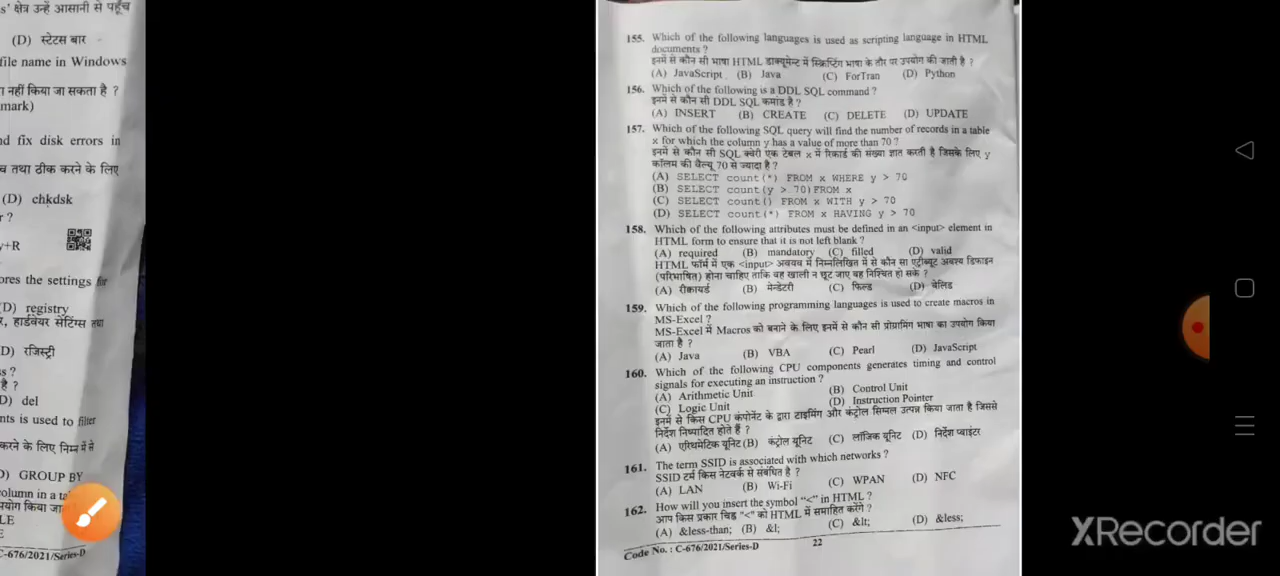 s' क्षेत्र उन्हें आसानी से पहुँच
(D) स्टेटस बार
file name in Windows
ा नहीं किया जा सकता है ?
mark)
nd fix disk errors in
च तथा ठीक करने के लिए
(D) chkdsk
r ?
y+R
ores the settings for
(D) registry
र, हार्डवेयर सेटिंग्स तथा
D) रजिस्ट्री
s ?
है ?
D) del
nts is used to filter
करने के लिए निम्न में से
D) GROUP BY
column in a ta
पयोग किया जा
LE
E
C-676/2021/Series-D
155. Which of the following languages is used as scripting language in HTML
documents ?
इनमें से कौन सी भाषा HTML डाक्यूमेन्ट में स्क्रिप्टिंग भाषा के तौर पर उपयोग की जाती है ?
(A) JavaScript (B) Java (C) ForTran (D) Python
156. Which of the following is a DDL SQL command ?
इनमें से कौन सी DDL SQL कमांड है ?
(A) INSERT (B) CREATE (C) DELETE (D) UPDATE
157. Which of the following SQL query will find the number of records in a table
x for which the column y has a value of more than 70 ?
इनमें से कौन सी SQL क्वेरी एक टेबल x में रिकार्ड की संख्या ज्ञात करती है जिसके लिए y
कॉलम की वैल्यू 70 से ज्यादा है ?
(A) SELECT count(*) FROM x WHERE y > 70
(B) SELECT count(y > 70) FROM x
(C) SELECT count() FROM x WITH y > 70
(D) SELECT count(*) FROM x HAVING y > 70
158. Which of the following attributes must be defined in an <input> element in
HTML form to ensure that it is not left blank ?
(A) required (B) mandatory (C) filled (D) valid
HTML फॉर्म में एक <input> अवयव में निम्नलिखित में से कौन सा एट्रीब्यूट अवश्य डिफाइन
(परिभाषित) होना चाहिए ताकि वह खाली न छूट जाए यह निश्चित हो सके ?
(A) रीक्वायर्ड (B) मेन्डेटरी (C) फिल्ड (D) वेलिड
159. Which of the following programming languages is used to create macros in
MS-Excel ?
MS-Excel में Macros को बनाने के लिए इनमें से कौन सी प्रोग्रामिंग भाषा का उपयोग किया
जाता है ?
(A) Java (B) VBA (C) Pearl (D) JavaScript
160. Which of the following CPU components generates timing and control
signals for executing an instruction ?
(A) Arithmetic Unit (B) Control Unit
(C) Logic Unit (D) Instruction Pointer
इनमें से किस CPU कंपोनेंट के द्वारा टाइमिंग और कंट्रोल सिग्नल उत्पन्न किया जाता है जिससे
निर्देश निष्पादित होते हैं ?
(A) एरिथमेटिक यूनिट (B) कंट्रोल यूनिट (C) लॉजिक यूनिट (D) निर्देश प्वाइंटर
161. The term SSID is associated with which networks ?
SSID टर्म किस नेटवर्क से संबंधित है ?
(A) LAN (B) Wi-Fi (C) WPAN (D) NFC
162. How will you insert the symbol "<" in HTML ?
आप किस प्रकार चिह्न "<" को HTML में समाहित करेंगे ?
(A) &less-than; (B) &l; (C) &lt; (D) &less;
Code No. : C-676/2021/Series-D 22
XRecorder